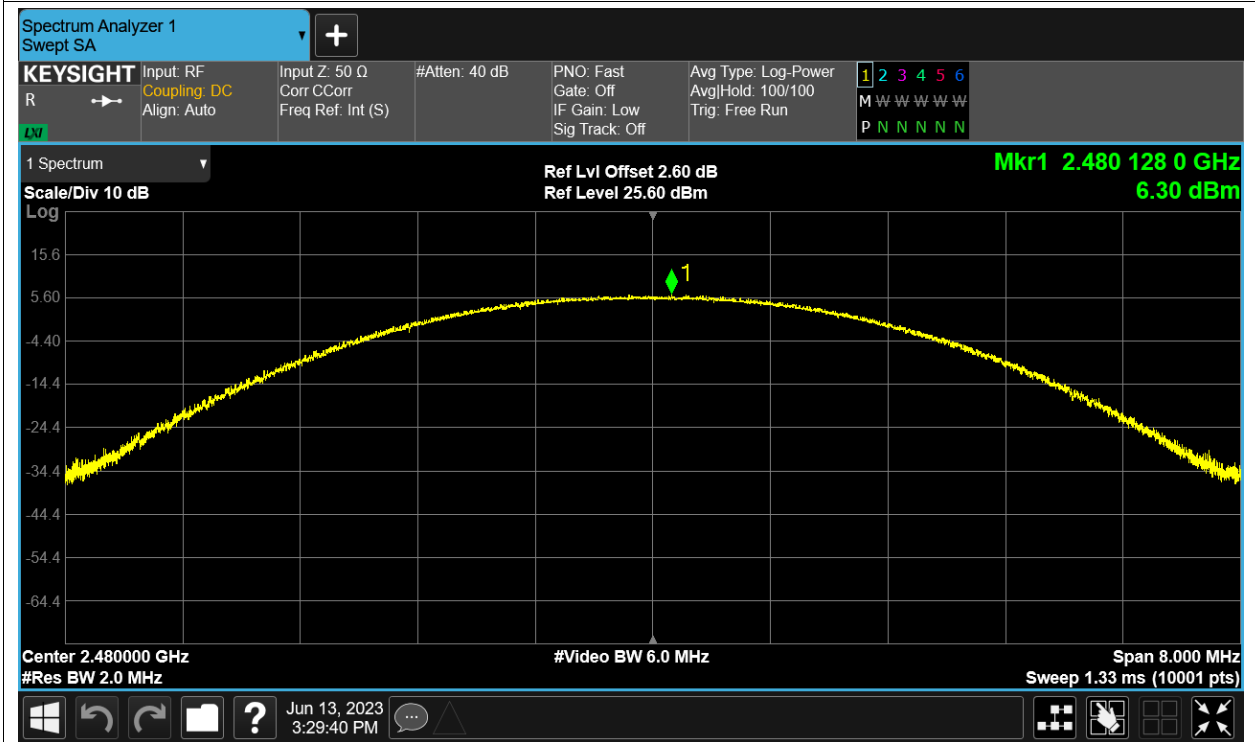 Spectrum Analyzer 1
Swept SA
KEYSIGHT
R
LXI
Input: RF
Coupling: DC
Align: Auto
Input Z: 50 Ω
Corr CCorr
Freq Ref: Int (S)
#Atten: 40 dB
PNO: Fast
Gate: Off
IF Gain: Low
Sig Track: Off
Avg Type: Log-Power
Avg|Hold: 100/100
Trig: Free Run
1 2 3 4 5 6
M W W W W W
P N N N N N
1 Spectrum
Scale/Div 10 dB
Log
Ref Lvl Offset 2.60 dB
Ref Level 25.60 dBm
Mkr1 2.480 128 0 GHz
6.30 dBm
1
15.6
5.60
-4.40
-14.4
-24.4
-34.4
-44.4
-54.4
-64.4
Center 2.480000 GHz
#Res BW 2.0 MHz
#Video BW 6.0 MHz
Span 8.000 MHz
Sweep 1.33 ms (10001 pts)
?
Jun 13, 2023
3:29:40 PM